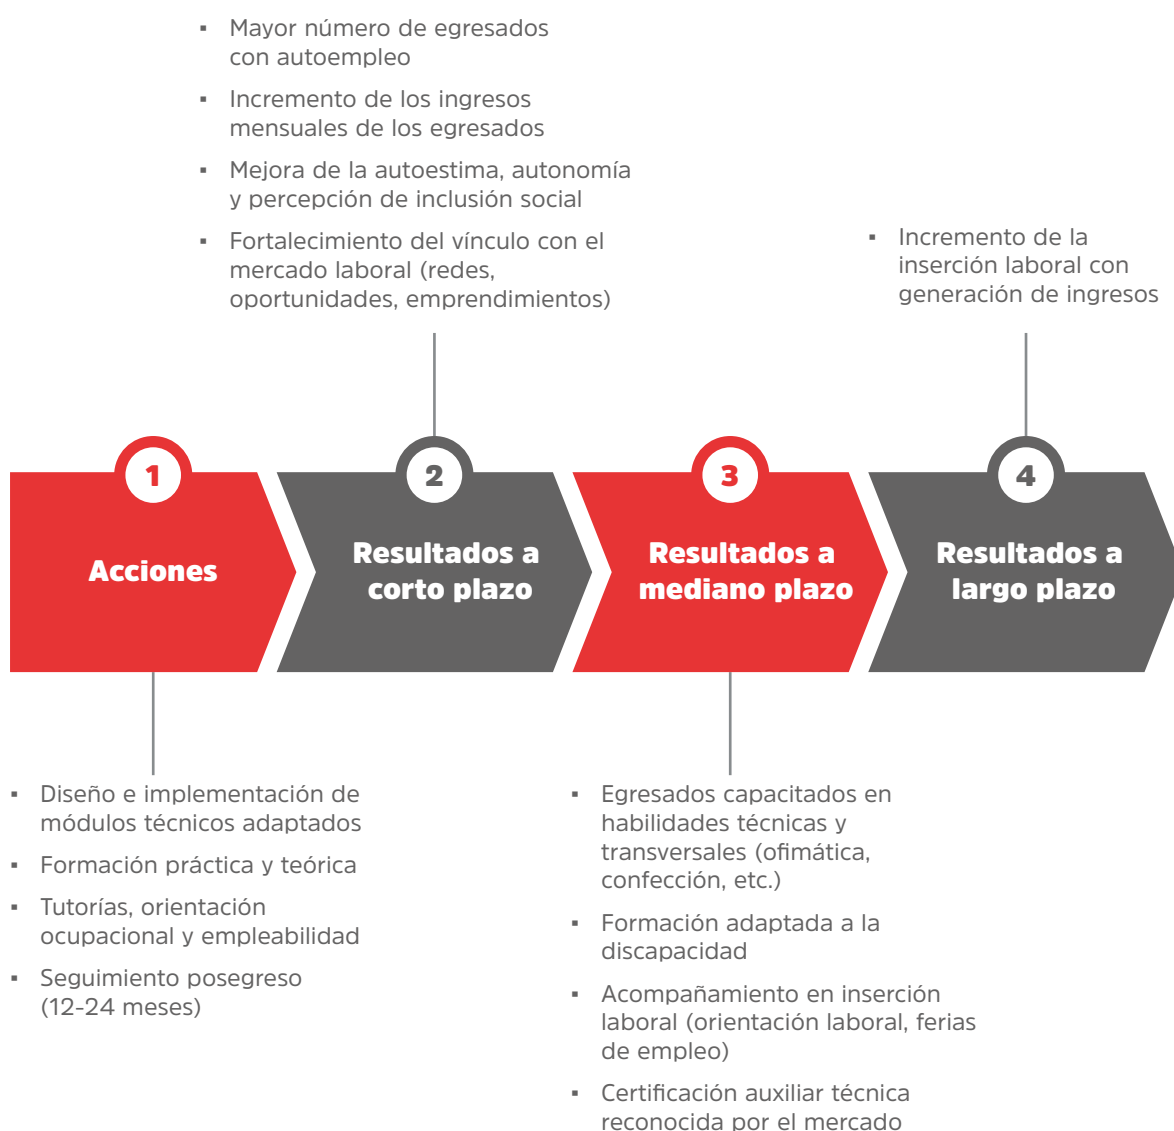 ▪ Mayor número de egresados
con autoempleo
▪ Incremento de los ingresos
mensuales de los egresados
▪ Mejora de la autoestima, autonomía
y percepción de inclusión social
▪ Fortalecimiento del vínculo con el
mercado laboral (redes,
oportunidades, emprendimientos)
▪ Incremento de la
inserción laboral con
generación de ingresos
1
Acciones
2
Resultados a
corto plazo
3
Resultados a
mediano plazo
4
Resultados a
largo plazo
▪ Diseño e implementación de
módulos técnicos adaptados
▪ Formación práctica y teórica
▪ Tutorías, orientación
ocupacional y empleabilidad
▪ Seguimiento posegreso
(12-24 meses)
▪ Egresados capacitados en
habilidades técnicas y
transversales (ofimática,
confección, etc.)
▪ Formación adaptada a la
discapacidad
▪ Acompañamiento en inserción
laboral (orientación laboral, ferias
de empleo)
▪ Certificación auxiliar técnica
reconocida por el mercado